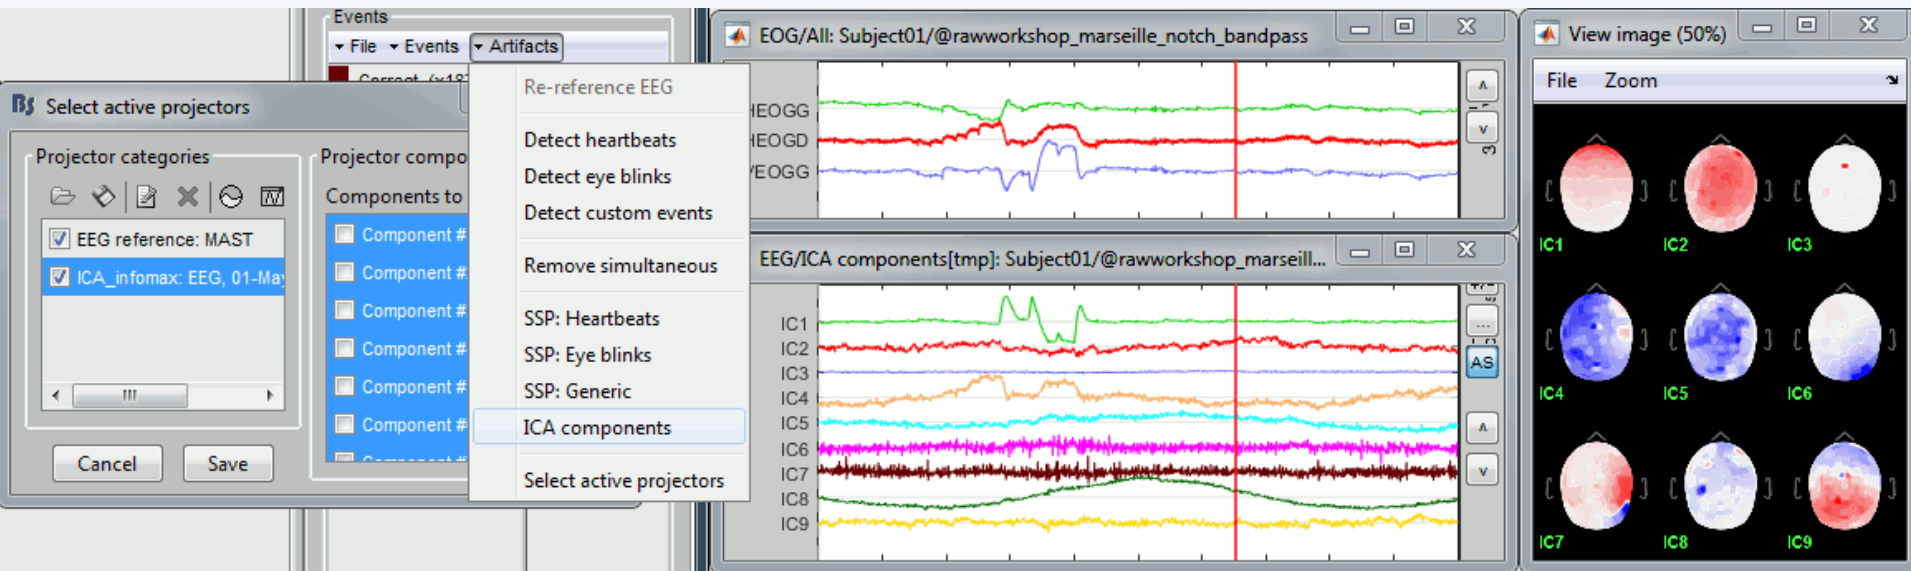 Events
File Events Artifacts
Re-reference EEG
Detect heartbeats
Detect eye blinks
Detect custom events
Remove simultaneous
SSP: Heartbeats
SSP: Eye blinks
SSP: Generic
ICA components
Select active projectors
Select active projectors
Projector categories
EEG reference: MAST
ICA_infomax: EEG, 01-May
Cancel Save
Projector compo
Components to
Component #
Component #
Component #
Component #
Component #
Component #
EOG/All: Subject01/@rawworkshop_marseille_notch_bandpass
HEOGG
HEOGD
VEOGG
3
EEG/ICA components[tmp]: Subject01/@rawworkshop_marseill...
IC1
IC2
IC3
IC4
IC5
IC6
IC7
IC8
IC9
...
AS
View image (50%)
File Zoom
IC1 IC2 IC3
IC4 IC5 IC6
IC7 IC8 IC9